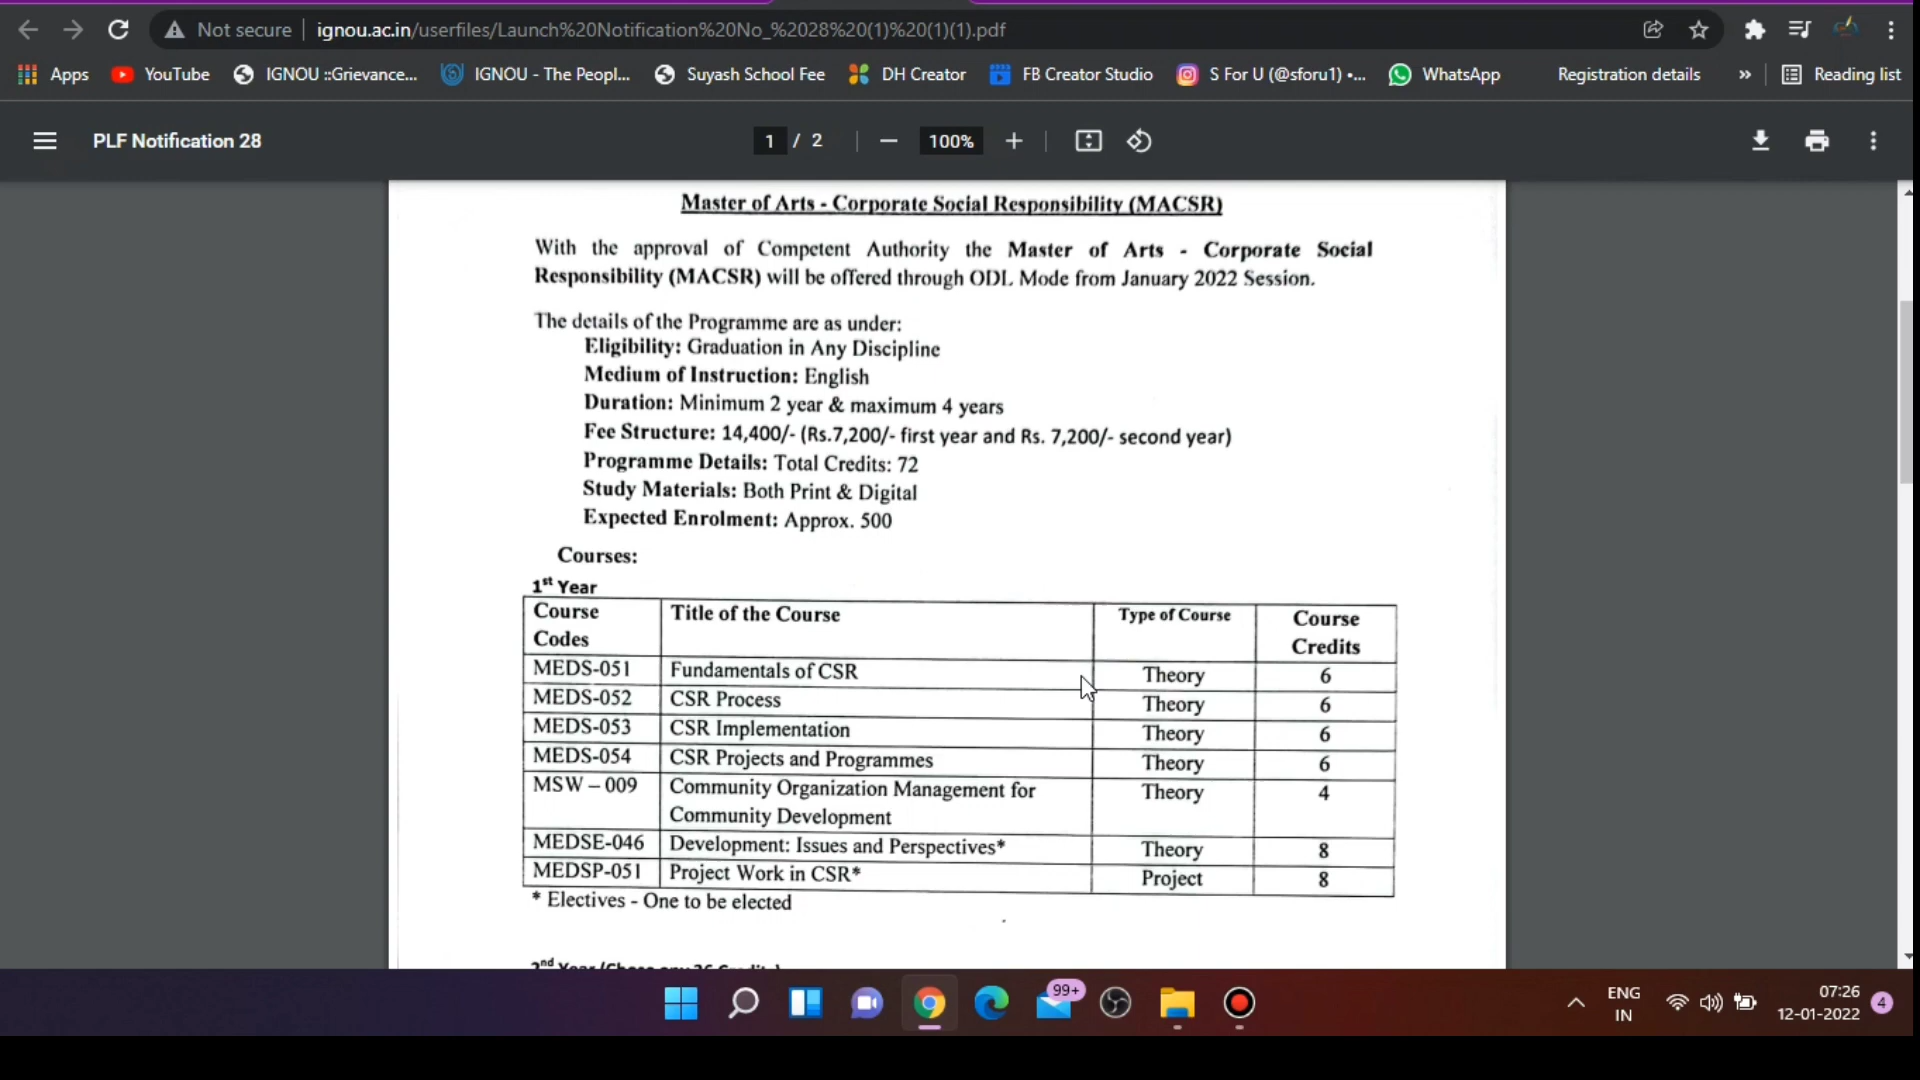 Not secure | ignou.ac.in/userfiles/Launch%20Notification%20No_%2028%20(1)%20(1)(1).pdf
Apps YouTube IGNOU ::Grievance... IGNOU - The Peopl... Suyash School Fee DH Creator FB Creator Studio S For U (@sforu1) •... WhatsApp Registration details » Reading list
PLF Notification 28 1 / 2 − 100% +
Master of Arts - Corporate Social Responsibility (MACSR)
With the approval of Competent Authority the Master of Arts - Corporate Social
Responsibility (MACSR) will be offered through ODL Mode from January 2022 Session.
The details of the Programme are as under:
Eligibility: Graduation in Any Discipline
Medium of Instruction: English
Duration: Minimum 2 year & maximum 4 years
Fee Structure: 14,400/- (Rs.7,200/- first year and Rs. 7,200/- second year)
Programme Details: Total Credits: 72
Study Materials: Both Print & Digital
Expected Enrolment: Approx. 500
Courses:
1st Year
Course Codes Title of the Course Type of Course Course Credits
MEDS-051 Fundamentals of CSR Theory 6
MEDS-052 CSR Process Theory 6
MEDS-053 CSR Implementation Theory 6
MEDS-054 CSR Projects and Programmes Theory 6
MSW – 009 Community Organization Management for Theory 4
Community Development
MEDSE-046 Development: Issues and Perspectives* Theory 8
MEDSP-051 Project Work in CSR* Project 8
* Electives - One to be elected
2nd Year
99+
ENG 07:26
IN 12-01-2022 4